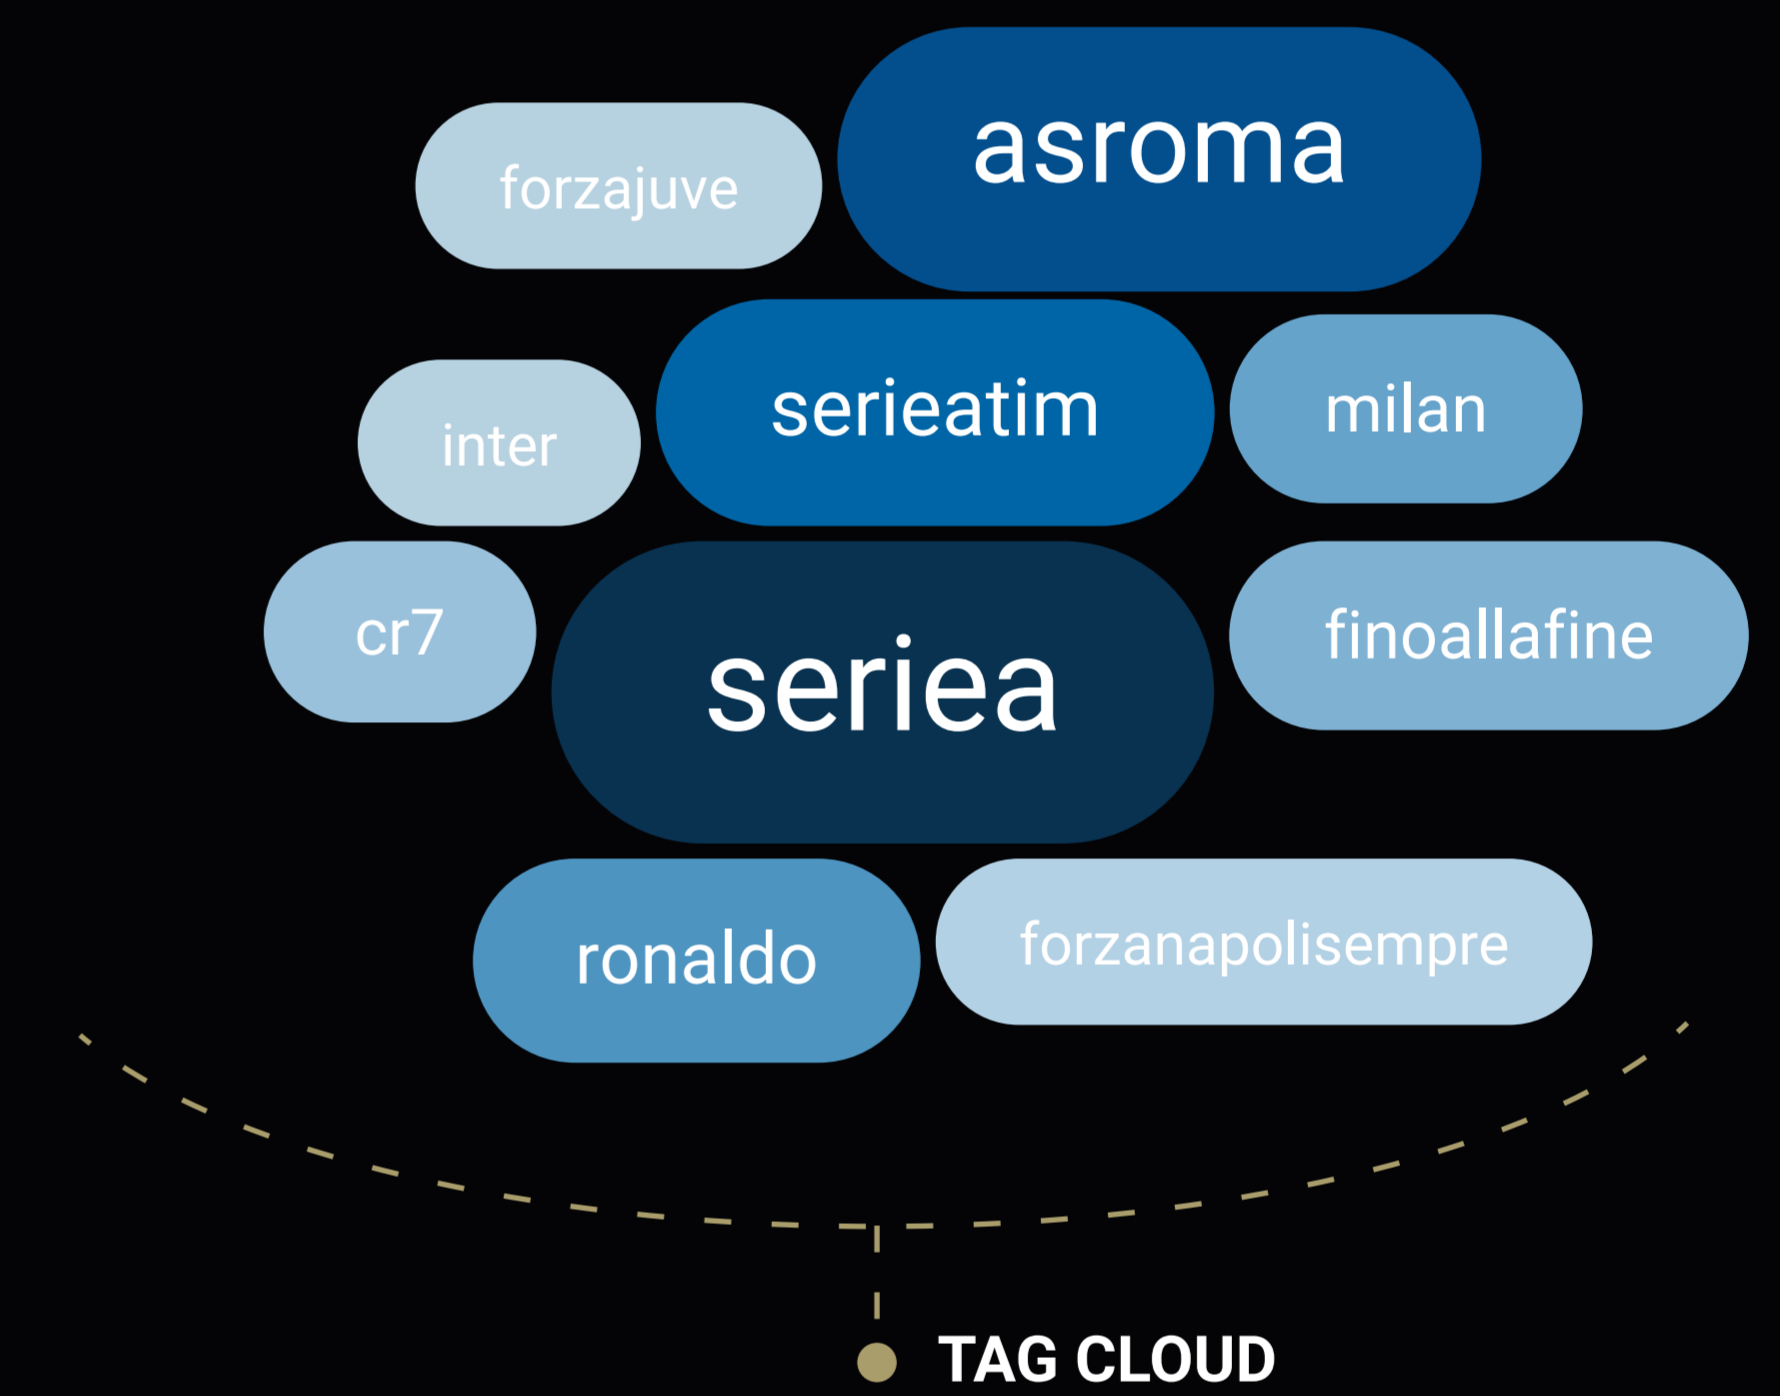 asroma
forzajuve
serieatim
milan
inter
cr7
finoallafine
seriea
ronaldo
forzanapolisempre
TAG CLOUD